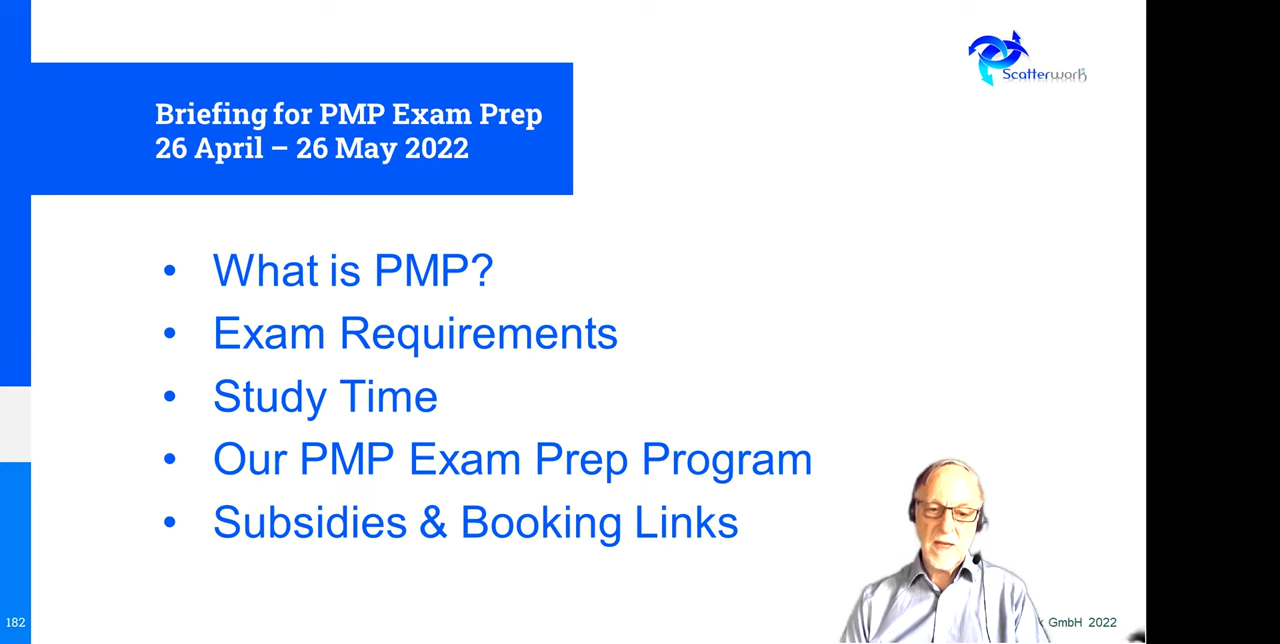 Scatterwork
Briefing for PMP Exam Prep
26 April – 26 May 2022
• What is PMP?
• Exam Requirements
• Study Time
• Our PMP Exam Prep Program
• Subsidies & Booking Links
182
GmbH 2022